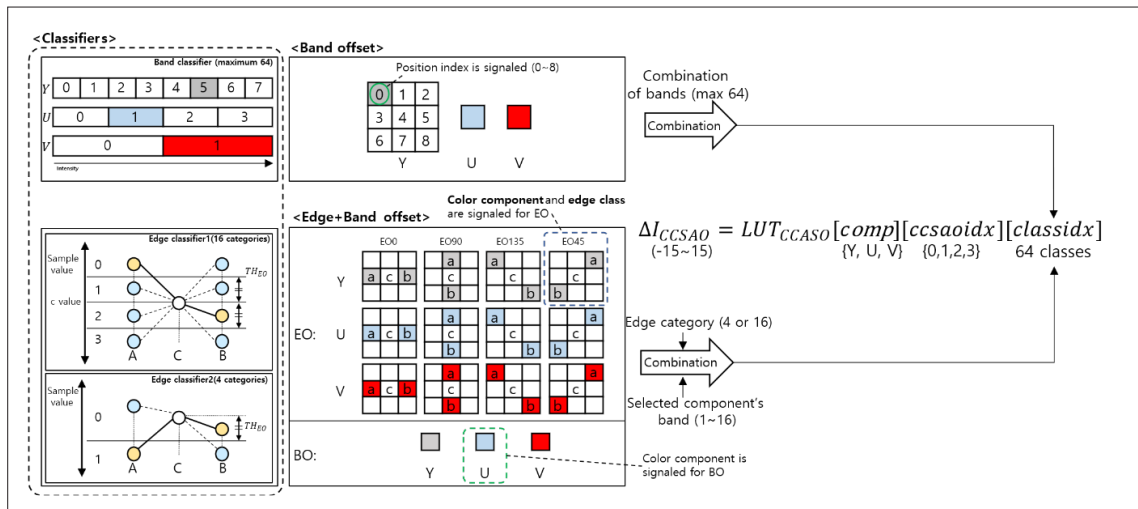 <Classifiers>
Band classifier (maximum 64)
Y 0 1 2 3 4 5 6 7
U 0 1 2 3
V 0 1
Intensity
<Band offset>
Position index is signaled (0~8)
0 1 2
3 4 5
6 7 8
Y U V
Combination
of bands (max 64)
Combination
Edge classifier1(16 categories)
Sample
value
c value
0
1
2
3
TH_EO
A C B
Edge classifier2(4 categories)
Sample
value
0
1
TH_EO
A C B
<Edge+Band offset>
Color component and edge class
are signaled for EO
EO0 EO90 EO135 EO45
EO:
Y
a c b
a
c
b
a
c
b
a
c
b
U
a c b
a
c
b
a
c
b
a
c
b
V
a c b
a
c
b
a
c
b
a
c
b
BO:
Y U V
Color component is
signaled for BO
ΔI_CCSAO = LUT_CCASO[comp][ccsaoidx][classidx]
(-15~15) {Y, U, V} {0,1,2,3} 64 classes
Edge category (4 or 16)
Combination
Selected component's
band (1~16)